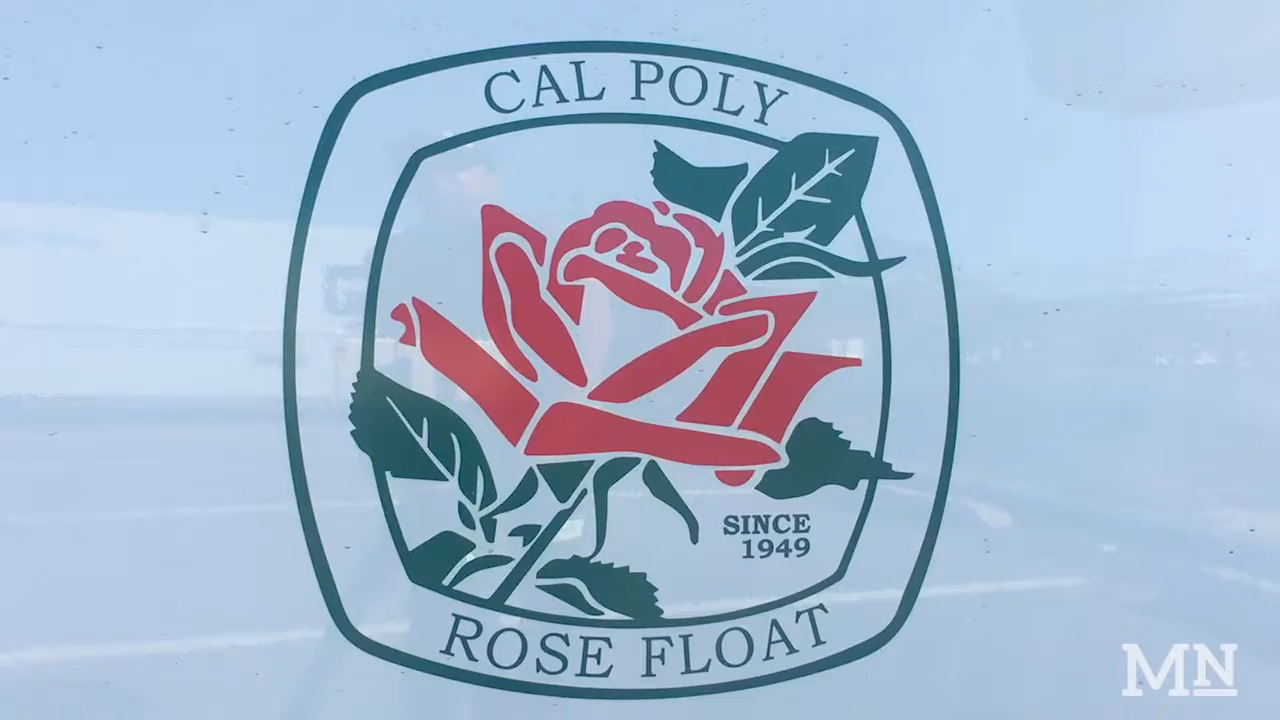 CAL POLY
SINCE
1949
ROSE FLOAT
MN